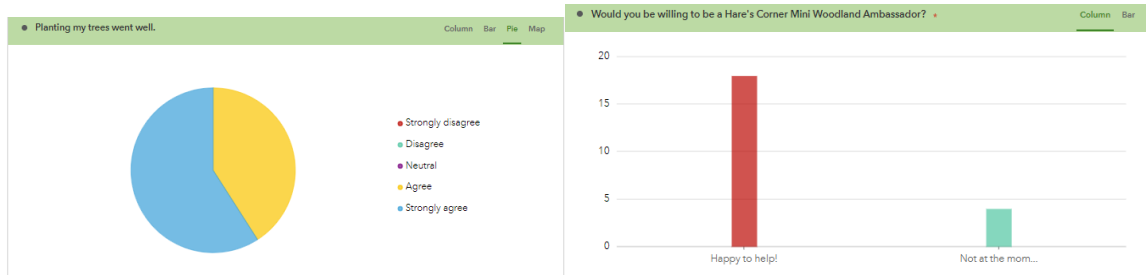 Planting my trees went well.
Column Bar Pie Map
Strongly disagree
Disagree
Neutral
Agree
Strongly agree
Would you be willing to be a Hare's Corner Mini Woodland Ambassador?
Column Bar
20
15
10
5
0
Happy to help!
Not at the mom...